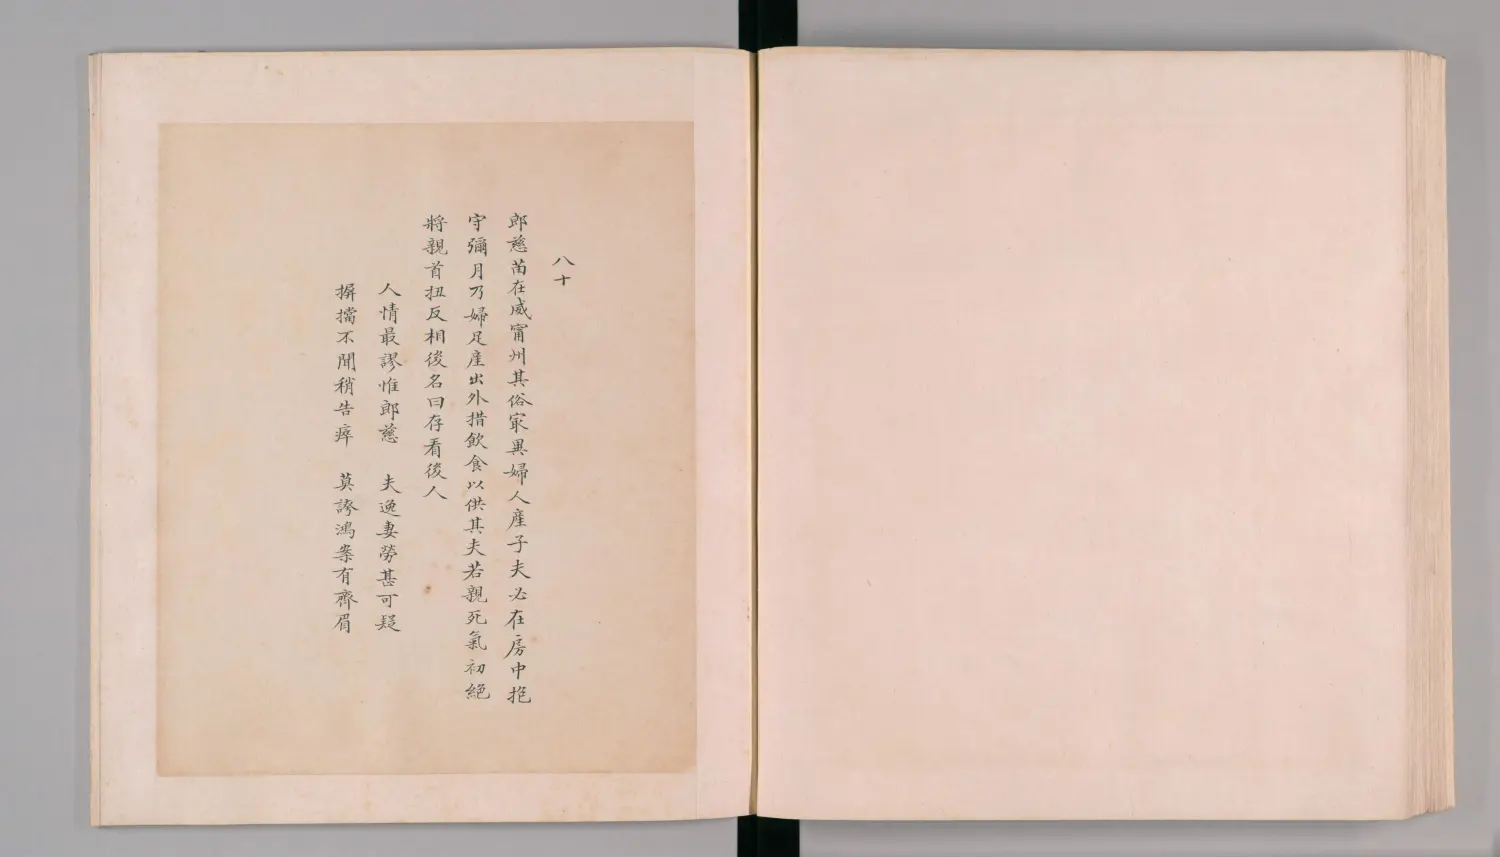 八十
郎慈苗在威甯州其俗㝡異婦人産子夫必在房中抱
守彌月乃婦足産出外措飲食以供其夫若親死氣初絕
將親首扭反相後名曰存看後人
人情最謬惟郎慈 夫逸妻勞甚可疑
摒擋不聞稍告瘁 莫誇鴻案有齊眉